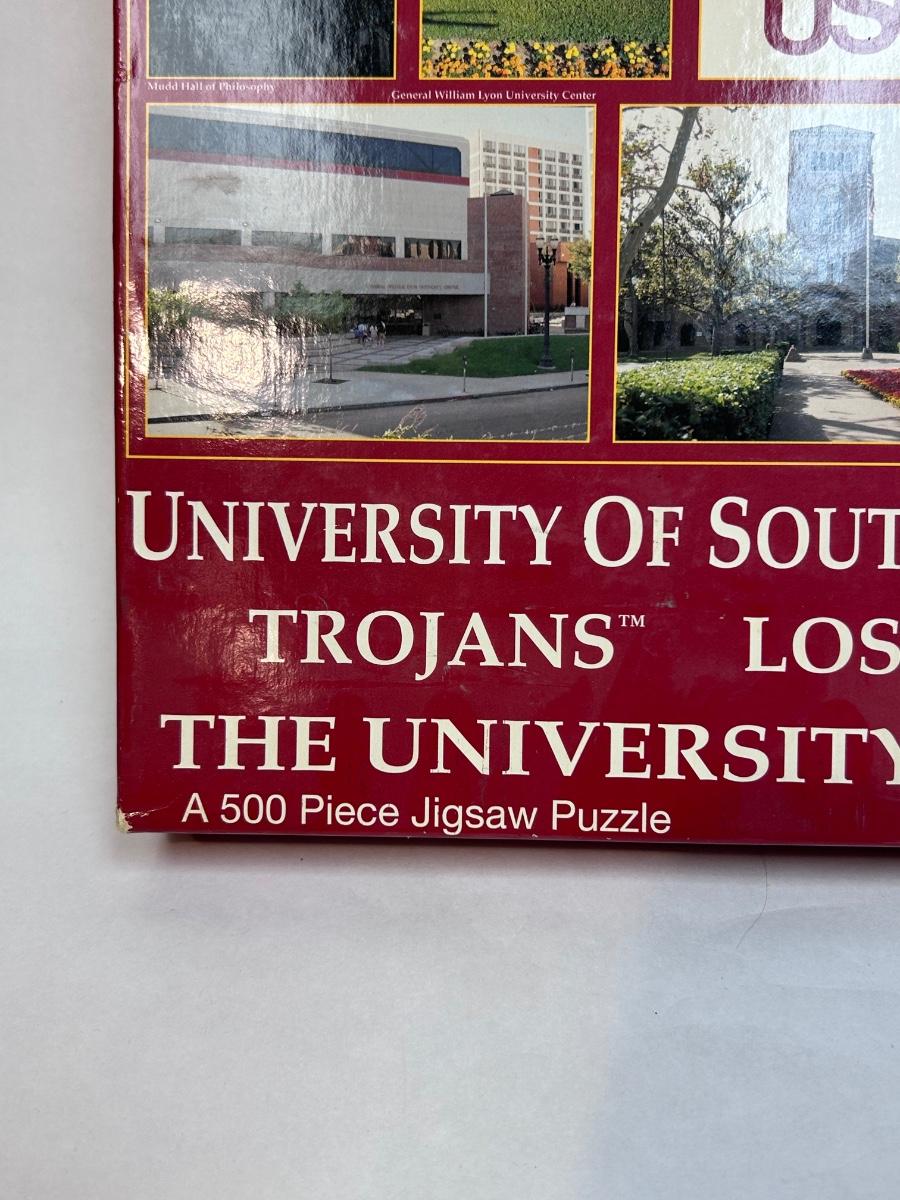 US
Mudd Hall of Philosophy
General William Lyon University Center
UNIVERSITY OF SOUT
TROJANS™ LOS
THE UNIVERSITY
A 500 Piece Jigsaw Puzzle